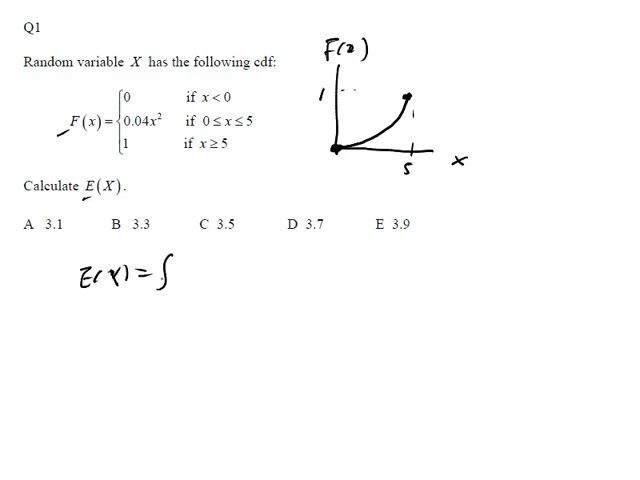 Q1
Random variable X has the following cdf:
F(x)
1
F(x) = {0 if x < 0
0.04x² if 0 ≤ x ≤ 5
1 if x ≥ 5
5
x
Calculate E(X).
A 3.1 B 3.3 C 3.5 D 3.7 E 3.9
E(X) = ∫